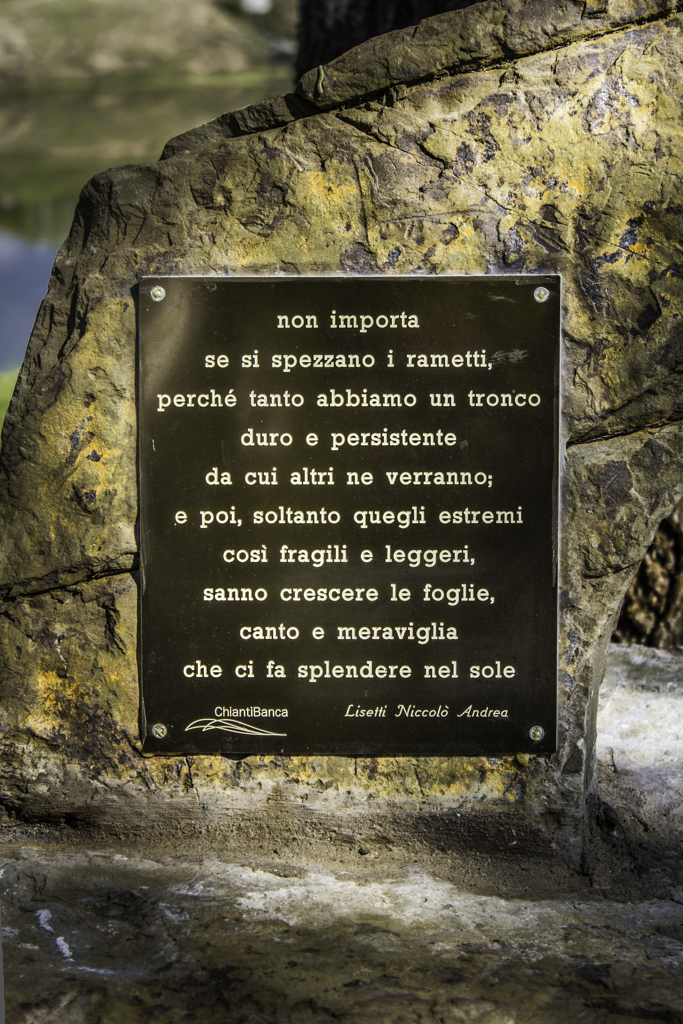 non importa
se si spezzano i rametti,
perché tanto abbiamo un tronco
duro e persistente
da cui altri ne verranno;
e poi, soltanto quegli estremi
così fragili e leggeri,
sanno crescere le foglie,
canto e meraviglia
che ci fa splendere nel sole
ChiantiBanca Lisetti Niccolò Andrea